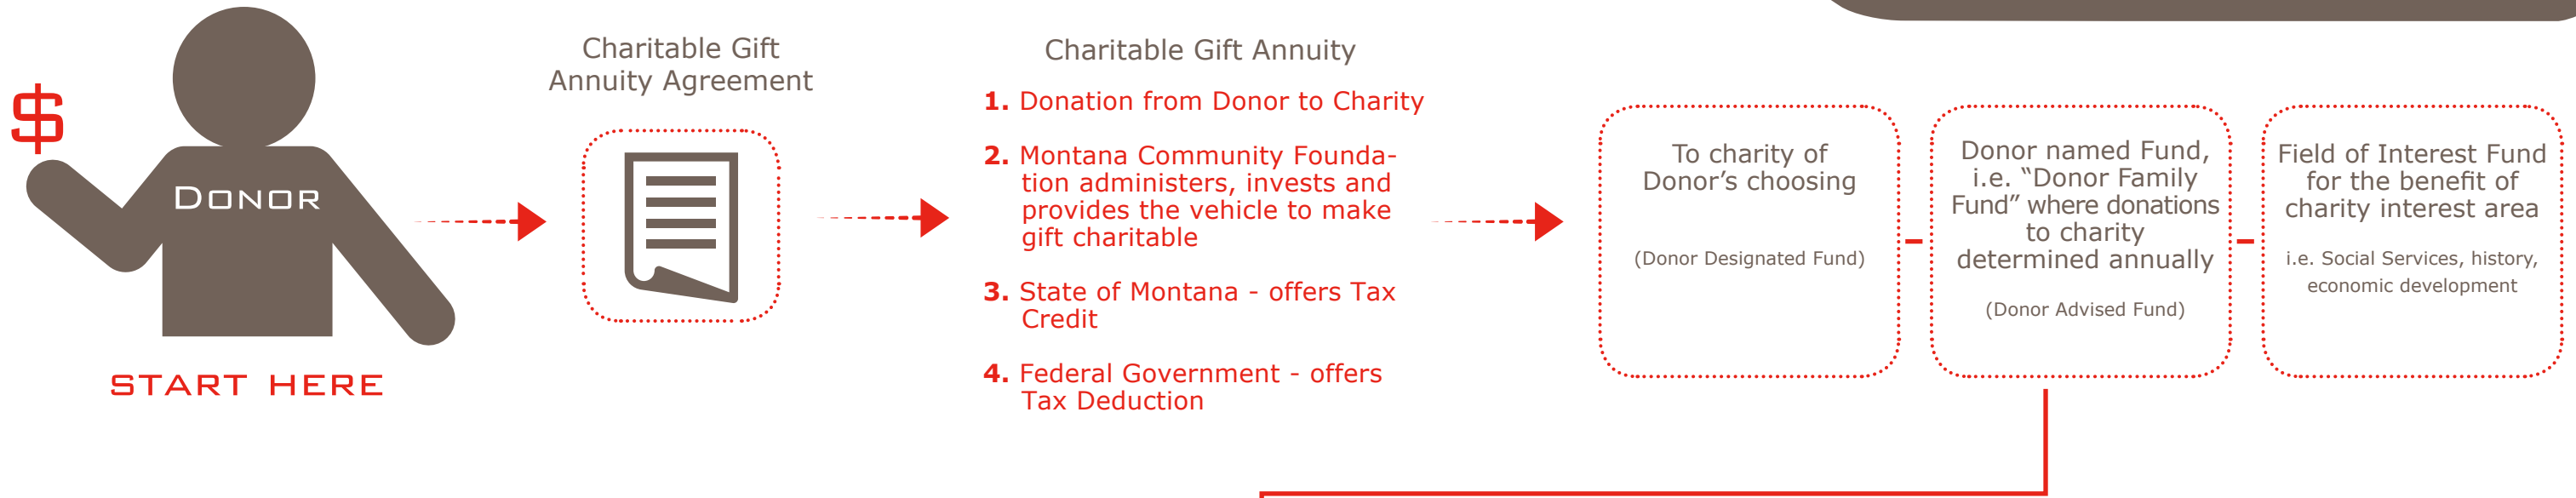 $
DONOR
START HERE
Charitable Gift
Annuity Agreement
Charitable Gift Annuity
1. Donation from Donor to Charity
2. Montana Community Founda-
tion administers, invests and
provides the vehicle to make
gift charitable
3. State of Montana - offers Tax
Credit
4. Federal Government - offers
Tax Deduction
To charity of
Donor’s choosing
(Donor Designated Fund)
Donor named Fund,
i.e. “Donor Family
Fund” where donations
to charity
determined annually
(Donor Advised Fund)
Field of Interest Fund
for the benefit of
charity interest area
i.e. Social Services, history,
economic development